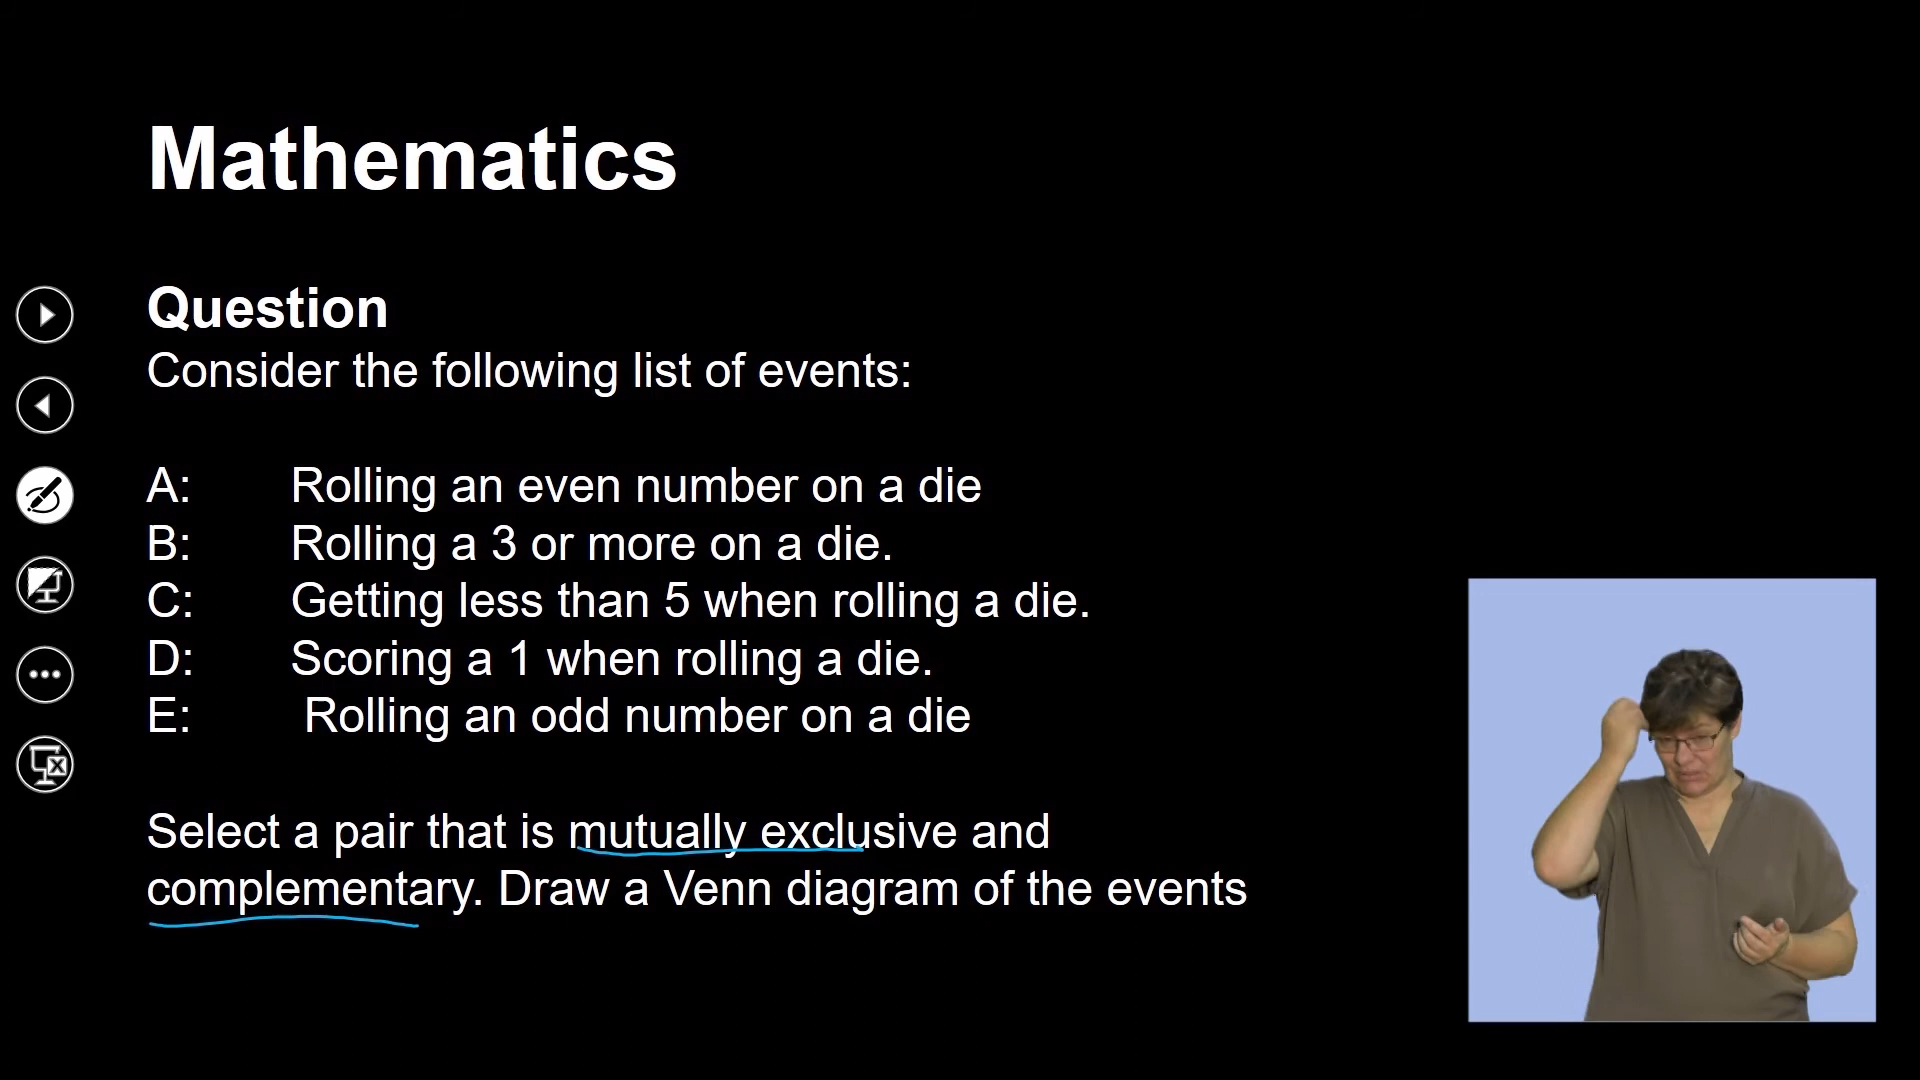 Mathematics
Question
Consider the following list of events:
A: Rolling an even number on a die
B: Rolling a 3 or more on a die.
C: Getting less than 5 when rolling a die.
D: Scoring a 1 when rolling a die.
E: Rolling an odd number on a die
Select a pair that is mutually exclusive and
complementary. Draw a Venn diagram of the events